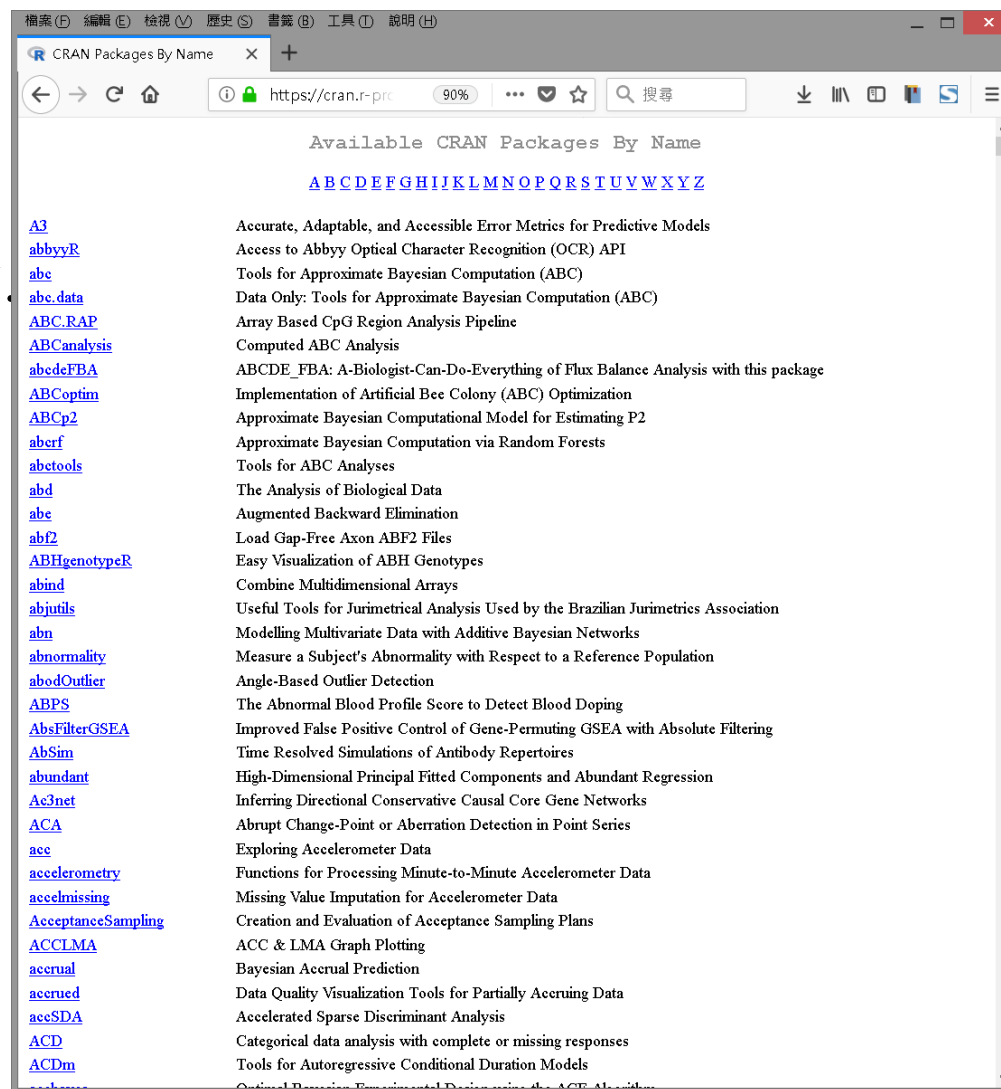 檔案(F) 編輯(E) 檢視(V) 歷史(S) 書籤(B) 工具(T) 說明(H)
CRAN Packages By Name
https://cran.r-pro 90% 搜尋
Available CRAN Packages By Name
A B C D E F G H I J K L M N O P Q R S T U V W X Y Z
A3 Accurate, Adaptable, and Accessible Error Metrics for Predictive Models
abbyyR Access to Abbyy Optical Character Recognition (OCR) API
abc Tools for Approximate Bayesian Computation (ABC)
abc.data Data Only: Tools for Approximate Bayesian Computation (ABC)
ABC.RAP Array Based CpG Region Analysis Pipeline
ABCanalysis Computed ABC Analysis
abcdeFBA ABCDE_FBA: A-Biologist-Can-Do-Everything of Flux Balance Analysis with this package
ABCoptim Implementation of Artificial Bee Colony (ABC) Optimization
ABCp2 Approximate Bayesian Computational Model for Estimating P2
abcrf Approximate Bayesian Computation via Random Forests
abctools Tools for ABC Analyses
abd The Analysis of Biological Data
abe Augmented Backward Elimination
abf2 Load Gap-Free Axon ABF2 Files
ABHgenotypeR Easy Visualization of ABH Genotypes
abind Combine Multidimensional Arrays
abjutils Useful Tools for Jurimetrical Analysis Used by the Brazilian Jurimetrics Association
abn Modelling Multivariate Data with Additive Bayesian Networks
abnormality Measure a Subject's Abnormality with Respect to a Reference Population
abodOutlier Angle-Based Outlier Detection
ABPS The Abnormal Blood Profile Score to Detect Blood Doping
AbsFilterGSEA Improved False Positive Control of Gene-Permuting GSEA with Absolute Filtering
AbSim Time Resolved Simulations of Antibody Repertoires
abundant High-Dimensional Principal Fitted Components and Abundant Regression
Ac3net Inferring Directional Conservative Causal Core Gene Networks
ACA Abrupt Change-Point or Aberration Detection in Point Series
acc Exploring Accelerometer Data
accelerometry Functions for Processing Minute-to-Minute Accelerometer Data
accelmissing Missing Value Imputation for Accelerometer Data
AcceptanceSampling Creation and Evaluation of Acceptance Sampling Plans
ACCLMA ACC & LMA Graph Plotting
accrual Bayesian Accrual Prediction
accrued Data Quality Visualization Tools for Partially Accruing Data
accSDA Accelerated Sparse Discriminant Analysis
ACD Categorical data analysis with complete or missing responses
ACDm Tools for Autoregressive Conditional Duration Models
Optimal Bayesian Experimental Design using the ACE Algorithm